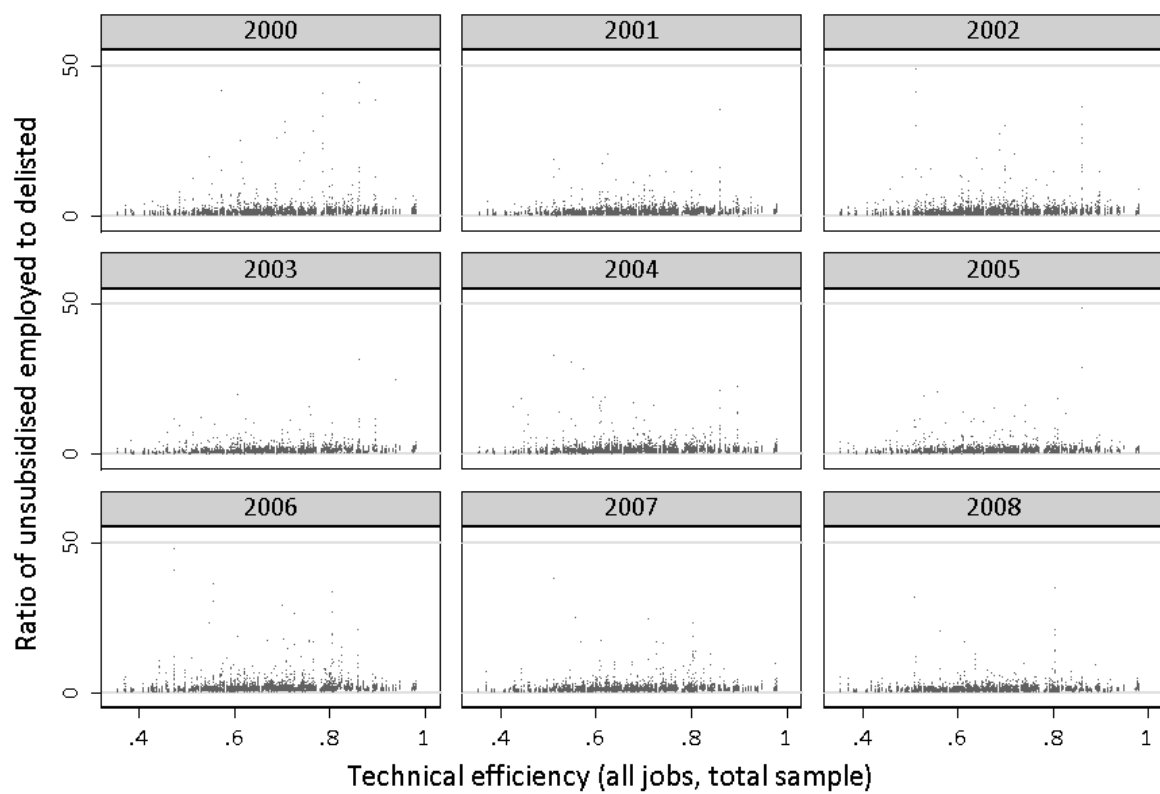 2000 2001 2002
50
0
2003 2004 2005
50
0
2006 2007 2008
50
0
.4 .6 .8 1 .4 .6 .8 1 .4 .6 .8 1
Technical efficiency (all jobs, total sample)
Ratio of unsubsidised employed to delisted